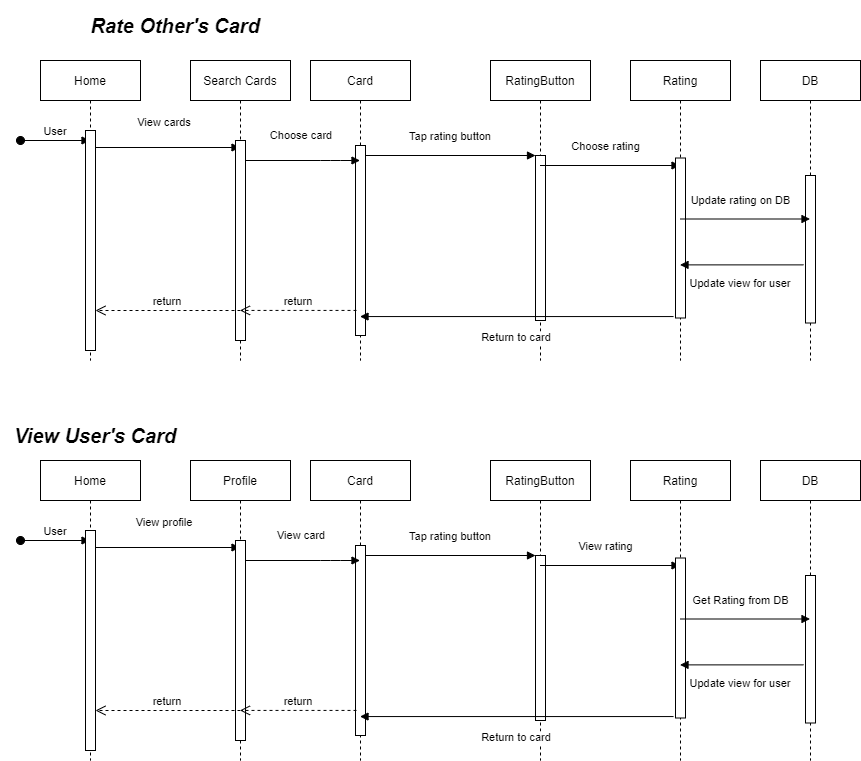 Rate Other's Card
Home
Search Cards
Card
RatingButton
Rating
DB
User
View cards
Choose card
Tap rating button
Choose rating
Update rating on DB
Update view for user
return
return
Return to card
View User's Card
Home
Profile
Card
RatingButton
Rating
DB
User
View profile
View card
Tap rating button
View rating
Get Rating from DB
Update view for user
return
return
Return to card